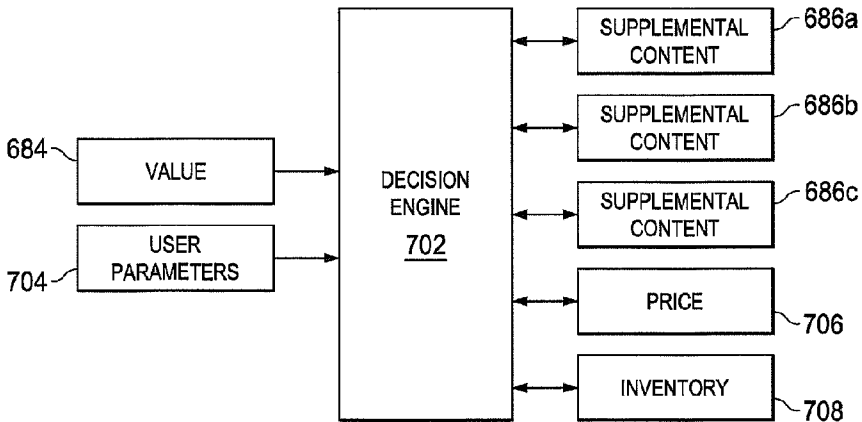 684
VALUE
704
USER
PARAMETERS
DECISION
ENGINE
702
SUPPLEMENTAL
CONTENT
686a
SUPPLEMENTAL
CONTENT
686b
SUPPLEMENTAL
CONTENT
686c
PRICE
706
INVENTORY
708